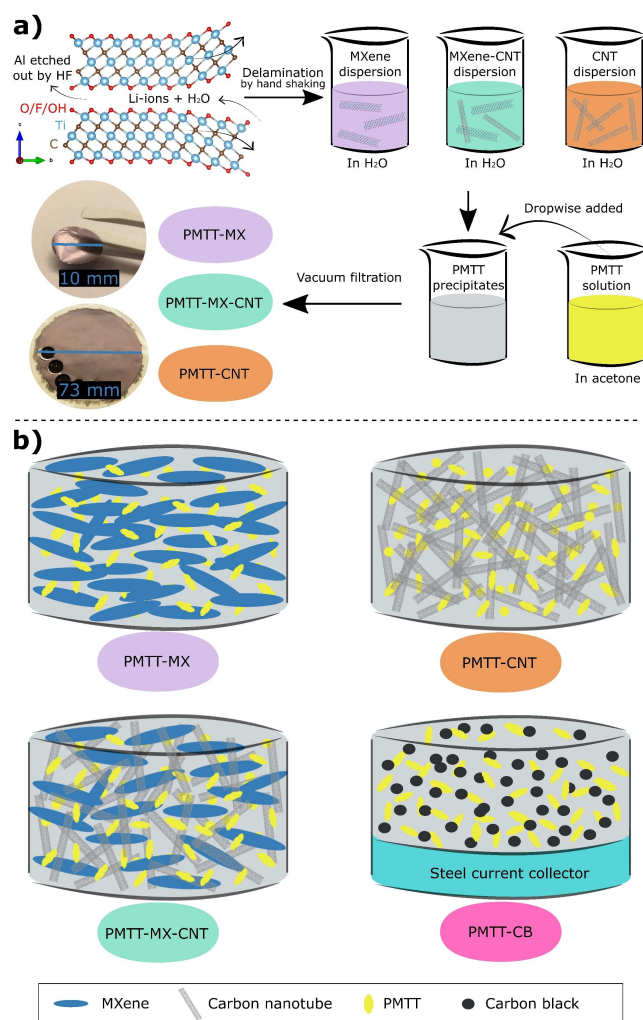 a)
Al etched
out by HF
O/F/OH
Ti
C
c
b
Li-ions + H₂O
Delamination
by hand shaking
MXene
dispersion
In H₂O
MXene-CNT
dispersion
In H₂O
CNT
dispersion
In H₂O
Dropwise added
PMTT
precipitates
PMTT
solution
In acetone
Vacuum filtration
10 mm
73 mm
PMTT-MX
PMTT-MX-CNT
PMTT-CNT
b)
PMTT-MX
PMTT-CNT
PMTT-MX-CNT
Steel current collector
PMTT-CB
MXene
Carbon nanotube
PMTT
Carbon black